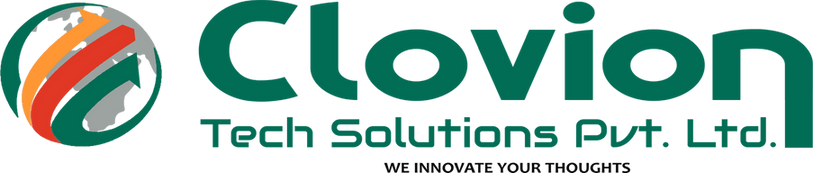 Clovion
Tech Solutions Pvt. Ltd.
WE INNOVATE YOUR THOUGHTS